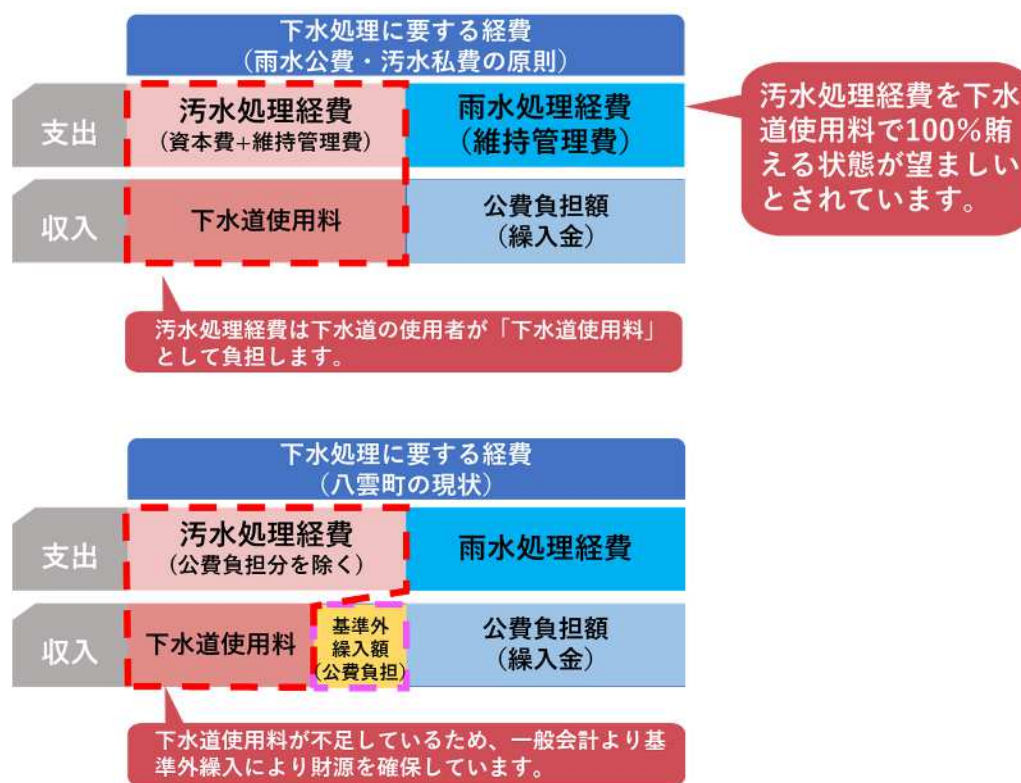 下水処理に要する経費
(雨水公費・汚水私費の原則)
支出
汚水処理経費
(資本費+維持管理費)
雨水処理経費
(維持管理費)
汚水処理経費を下水
道使用料で100%賄
える状態が望ましい
とされています。
収入
下水道使用料
公費負担額
(繰入金)
汚水処理経費は下水道の使用者が「下水道使用料」
として負担します。
下水処理に要する経費
(八雲町の現状)
支出
汚水処理経費
(公費負担分を除く)
雨水処理経費
収入
下水道使用料
基準外
繰入額
(公費負担)
公費負担額
(繰入金)
下水道使用料が不足しているため、一般会計より基
準外繰入により財源を確保しています。